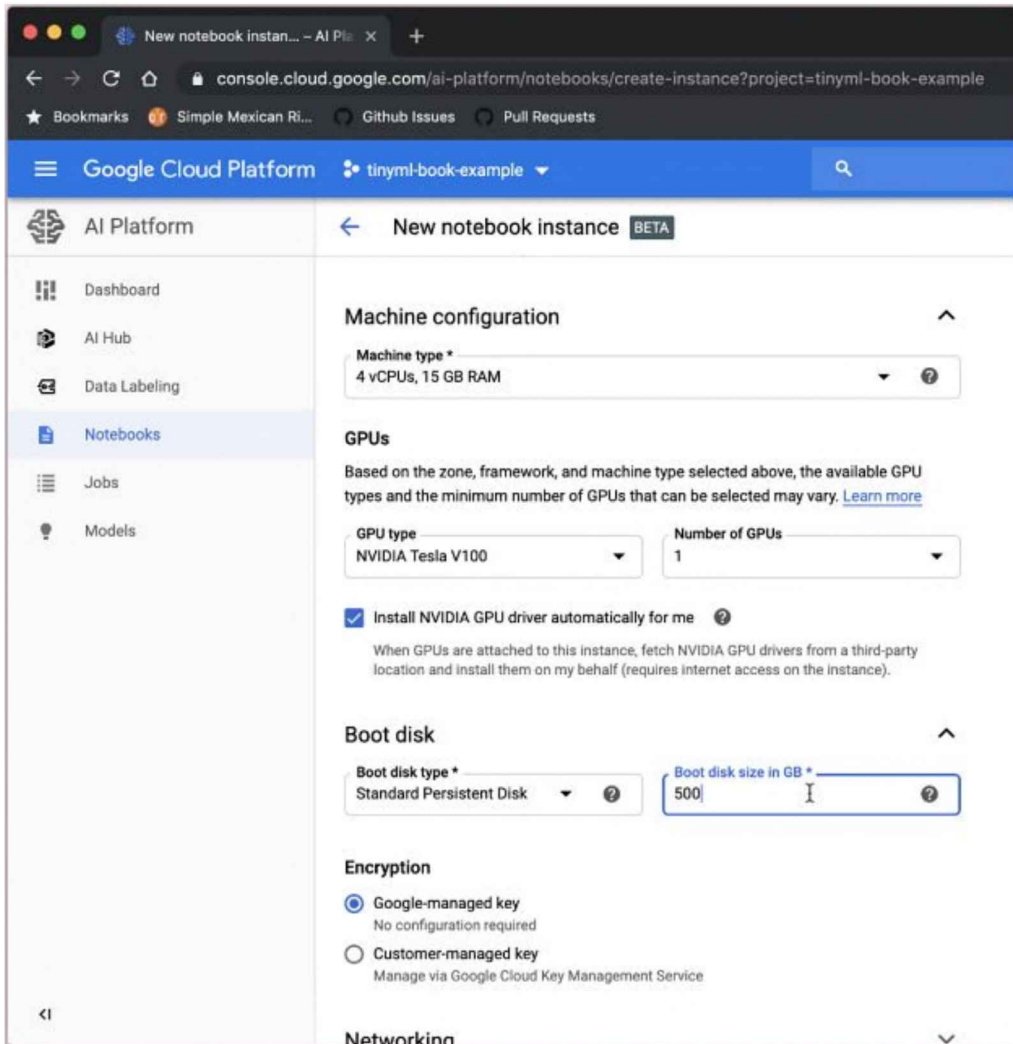 New notebook instan... – AI Pla
console.cloud.google.com/ai-platform/notebooks/create-instance?project=tinyml-book-example
Bookmarks Simple Mexican Ri... Github Issues Pull Requests
Google Cloud Platform tinyml-book-example
AI Platform
Dashboard
AI Hub
Data Labeling
Notebooks
Jobs
Models
New notebook instance BETA
Machine configuration
Machine type *
4 vCPUs, 15 GB RAM
GPUs
Based on the zone, framework, and machine type selected above, the available GPU
types and the minimum number of GPUs that can be selected may vary. Learn more
GPU type
NVIDIA Tesla V100
Number of GPUs
1
Install NVIDIA GPU driver automatically for me
When GPUs are attached to this instance, fetch NVIDIA GPU drivers from a third-party
location and install them on my behalf (requires internet access on the instance).
Boot disk
Boot disk type *
Standard Persistent Disk
Boot disk size in GB *
500
Encryption
Google-managed key
No configuration required
Customer-managed key
Manage via Google Cloud Key Management Service
Networking